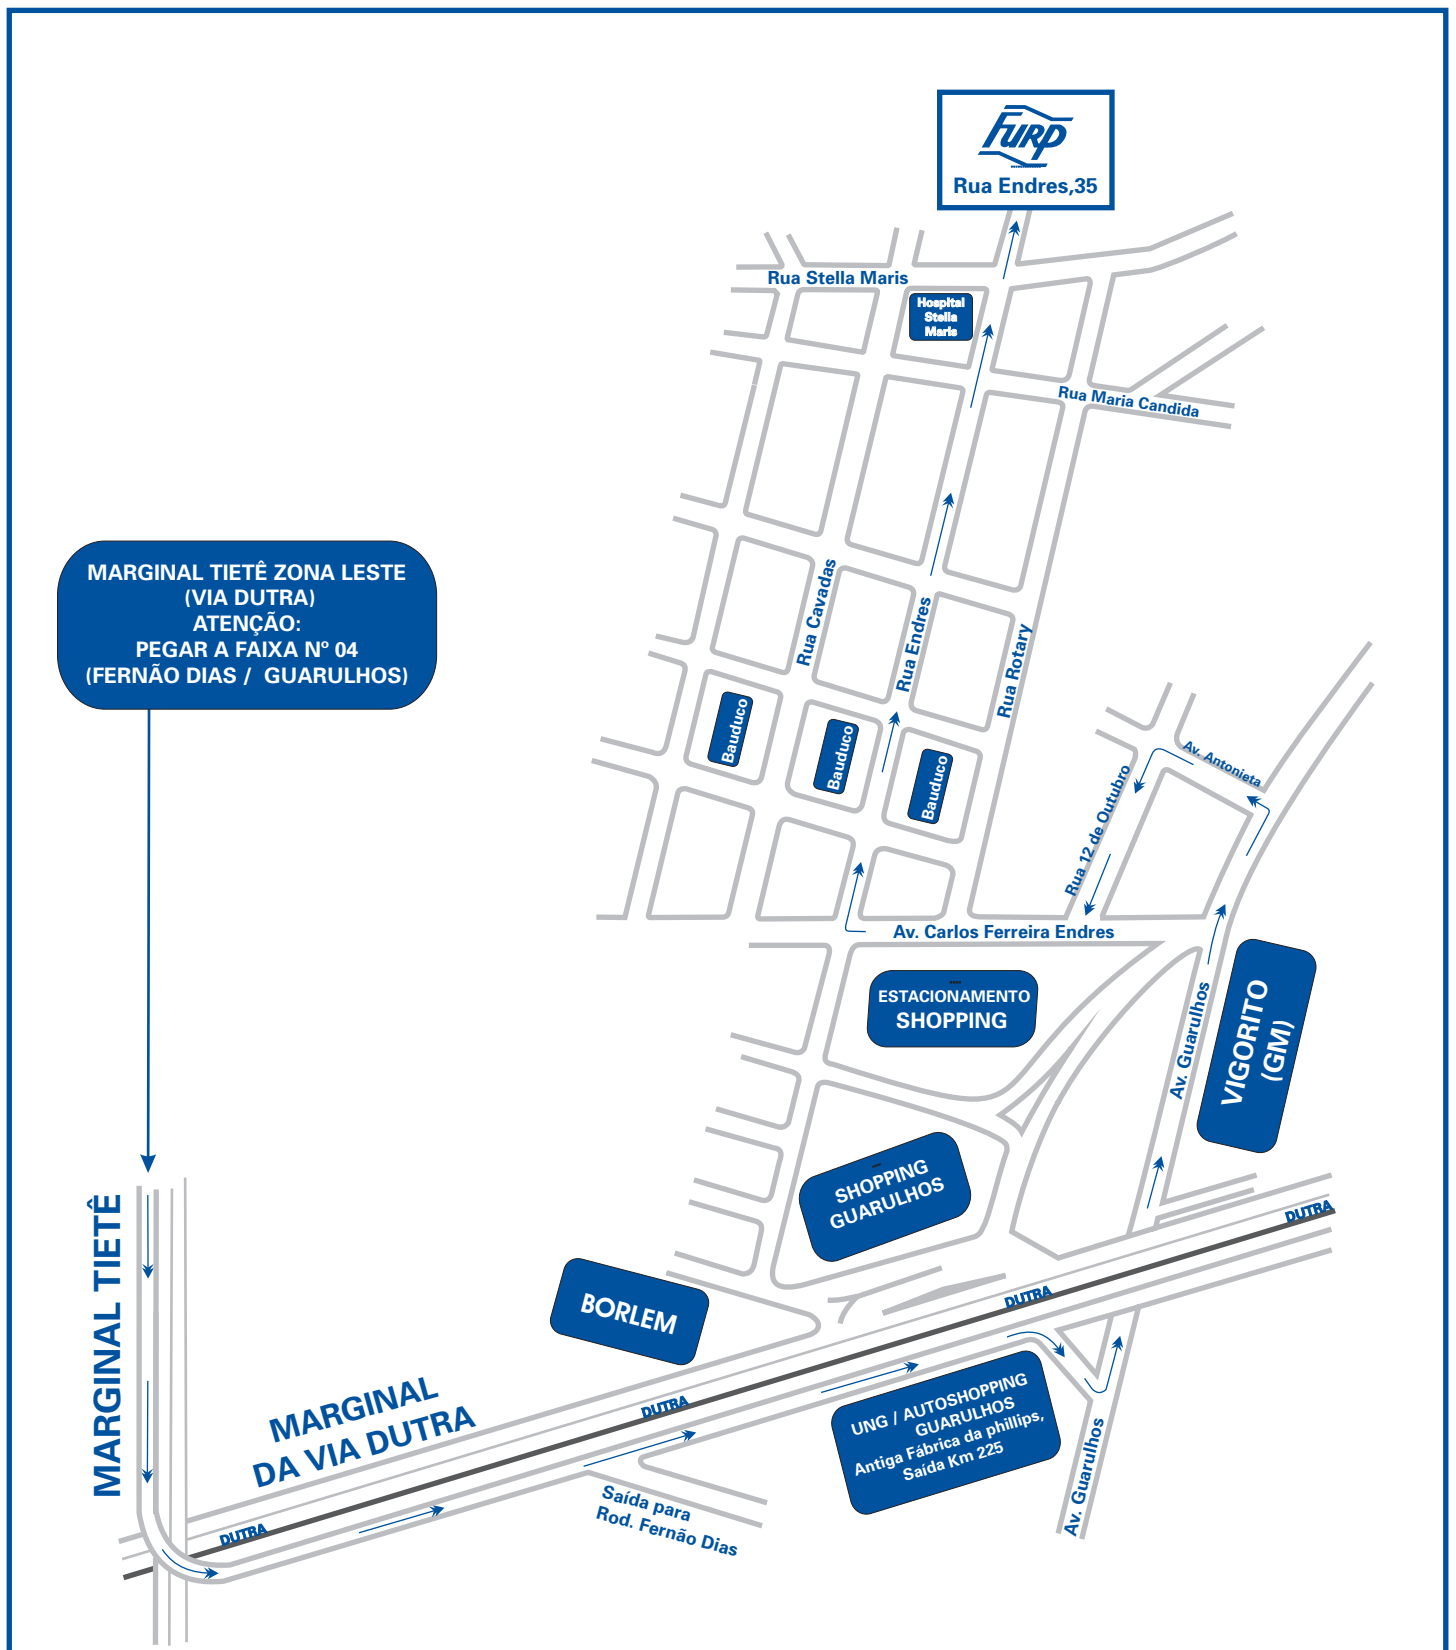 FURP
Rua Endres,35
Rua Stella Maris
Hospital
Stella
Maris
Rua Maria Candida
MARGINAL TIETÊ ZONA LESTE
(VIA DUTRA)
ATENÇÃO:
PEGAR A FAIXA Nº 04
(FERNÃO DIAS / GUARULHOS)
Rua Cavadas
Rua Endres
Rua Rotary
Bauduco
Bauduco
Bauduco
Av. Antonieta
Rua 12 de Outubro
Av. Carlos Ferreira Endres
ESTACIONAMENTO
SHOPPING
Av. Guarulhos
VIGORITO
(GM)
SHOPPING
GUARULHOS
MARGINAL TIETÊ
BORLEM
DUTRA
DUTRA
DUTRA
DUTRA
MARGINAL
DA VIA DUTRA
UNG / AUTOSHOPPING
GUARULHOS
Antiga Fábrica da phillips,
Saída Km 225
Av. Guarulhos
Saída para
Rod. Fernão Dias